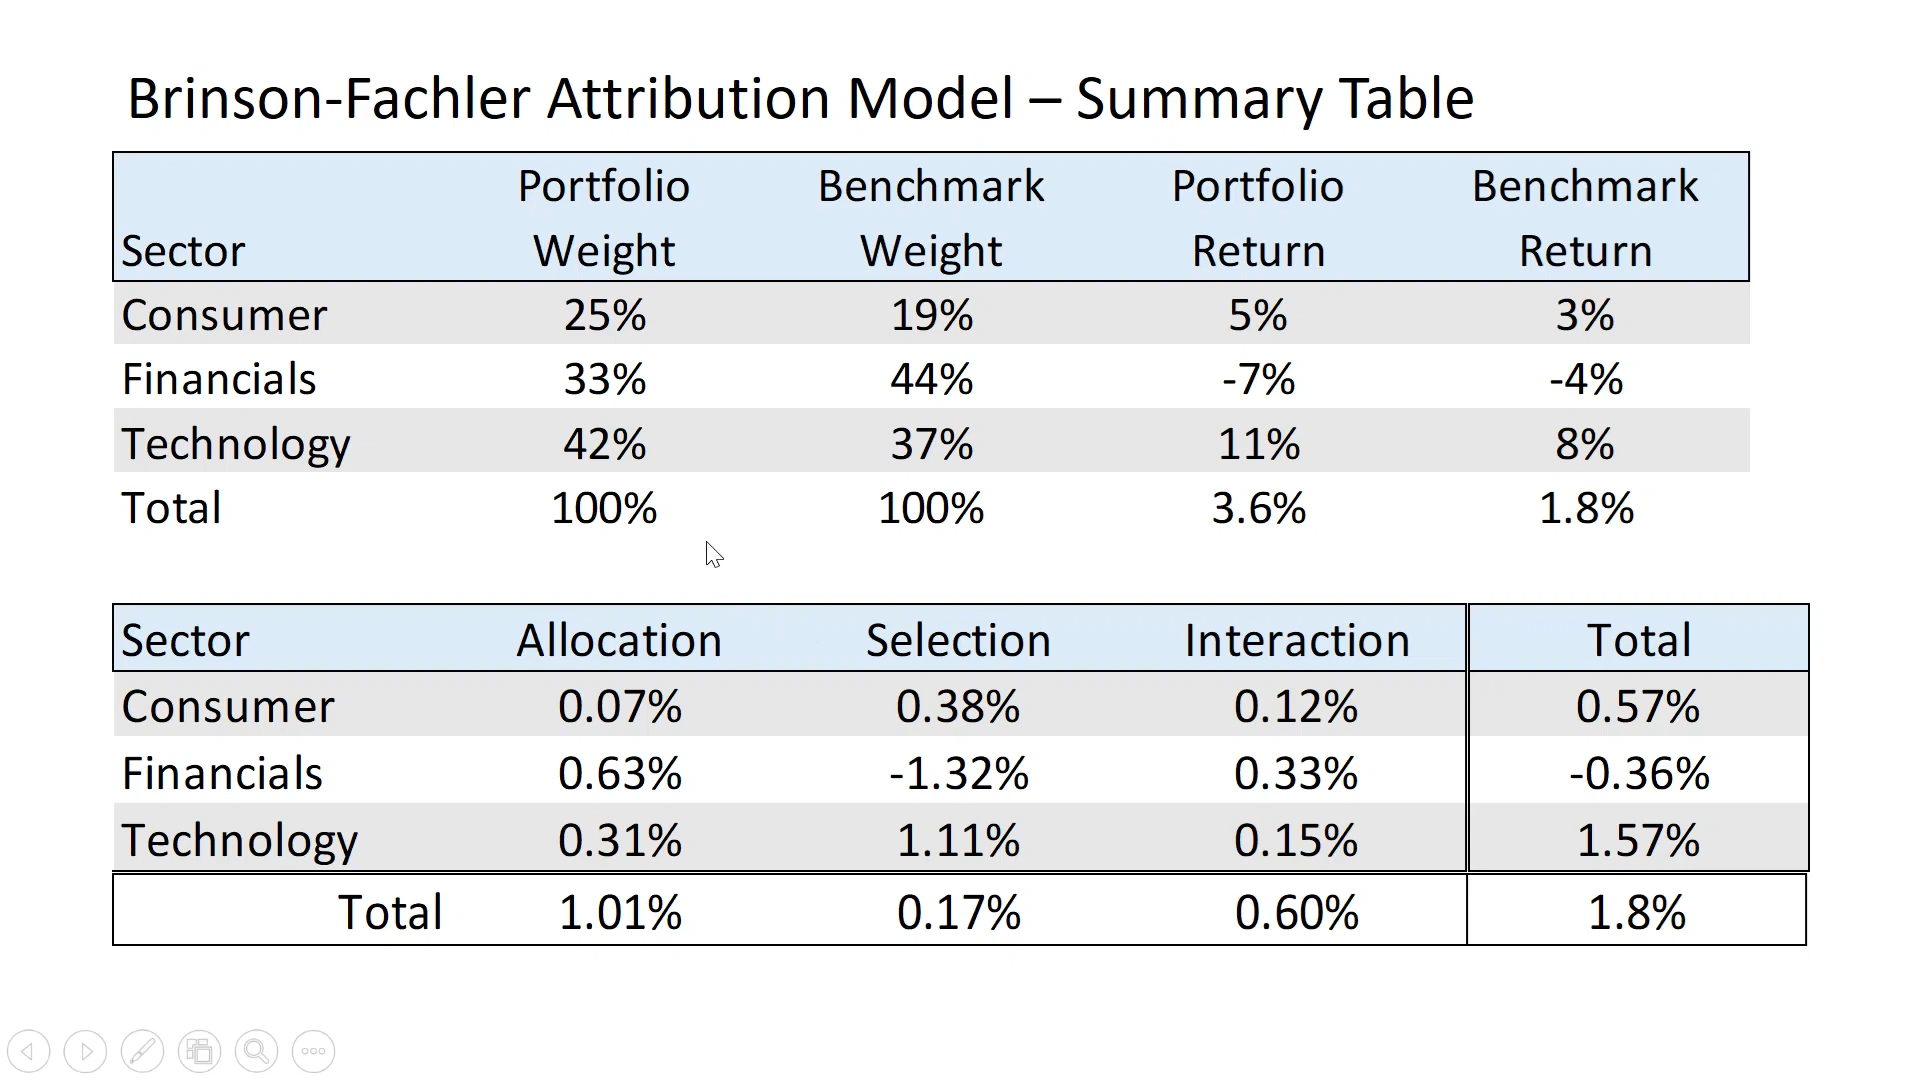 Brinson-Fachler Attribution Model – Summary Table
Sector Portfolio Weight Benchmark Weight Portfolio Return Benchmark Return
Consumer 25% 19% 5% 3%
Financials 33% 44% -7% -4%
Technology 42% 37% 11% 8%
Total 100% 100% 3.6% 1.8%
Sector Allocation Selection Interaction Total
Consumer 0.07% 0.38% 0.12% 0.57%
Financials 0.63% -1.32% 0.33% -0.36%
Technology 0.31% 1.11% 0.15% 1.57%
Total 1.01% 0.17% 0.60% 1.8%